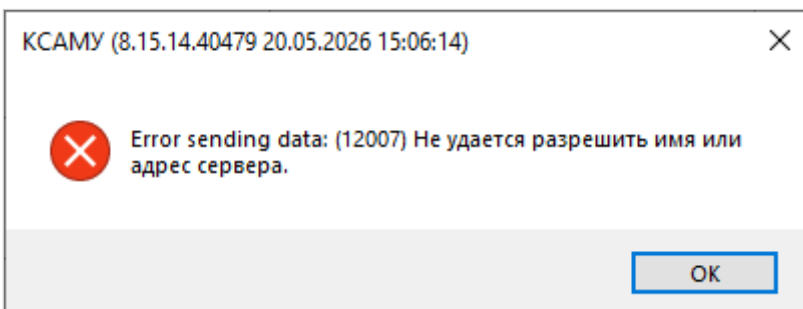 КСАМУ (8.15.14.40479 20.05.2026 15:06:14)
Error sending data: (12007) Не удается разрешить имя или
адрес сервера.
ОК